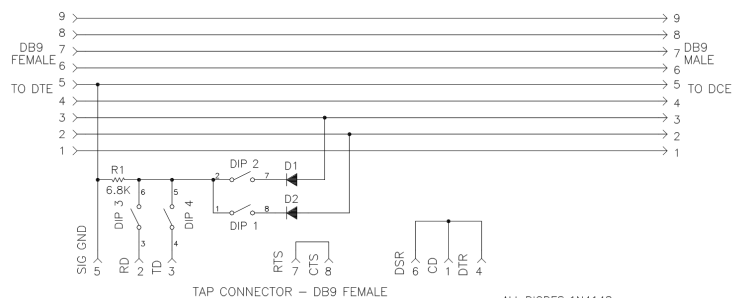 9 9
8 8
DB9 FEMALE 7 7 DB9 MALE
6 6
TO DTE 5 5 TO DCE
4 4
3 3
2 2
1 1
R1
6.8K
DIP 2
2 7
D1
DIP 1
1 8
D2
DIP 3
6
3
DIP 4
5
4
SIG GND
5
RD
2
TD
3
RTS
7
CTS
8
DSR
6
CD
1
DTR
4
TAP CONNECTOR – DB9 FEMALE